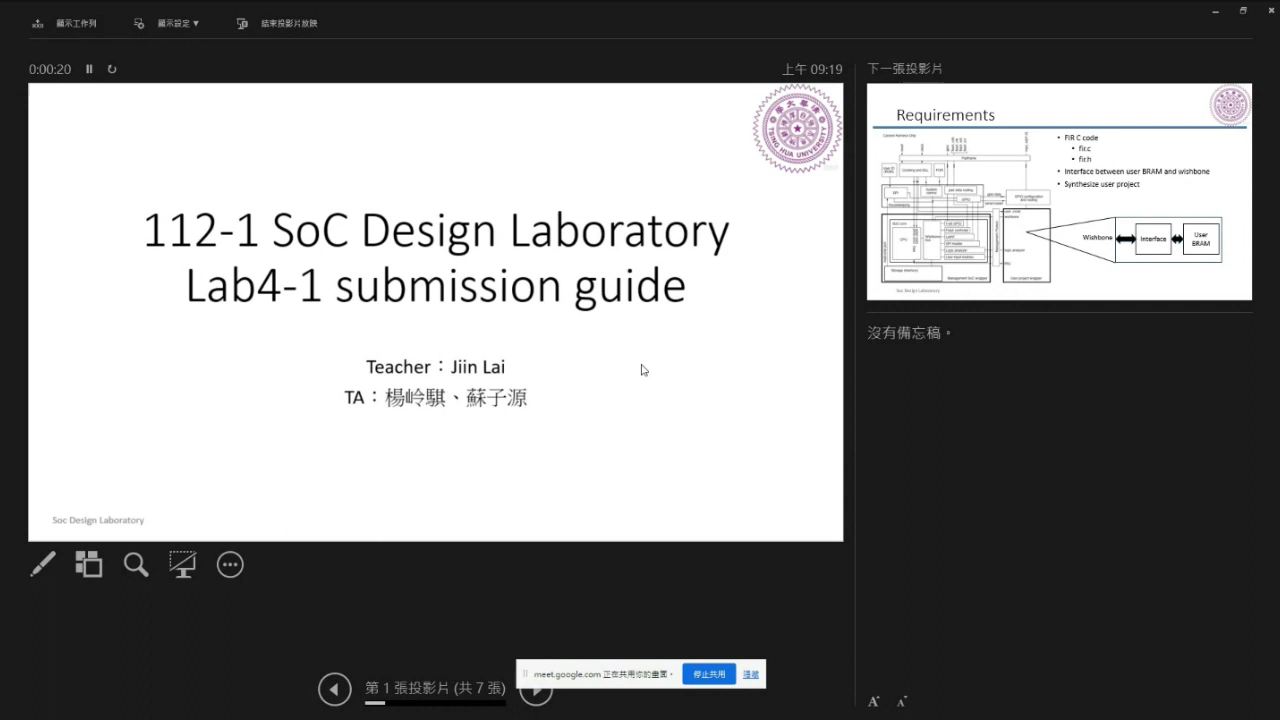 顯示工作列
顯示設定 ▼
結束投影片放映
0:00:20
上午 09:19
112-1 SoC Design Laboratory
Lab4-1 submission guide
Teacher：Jiin Lai
TA：楊岭騏、蘇子源
Soc Design Laboratory
下一張投影片
Requirements
• FIR C code
• fir.c
• fir.h
• Interface between user BRAM and wishbone
• Synthesize user project
Wishbone
Interface
User
BRAM
Soc Design Laboratory
沒有備忘稿。
meet.google.com 正在共用你的畫面。
停止共用
隱藏
第 1 張投影片 (共 7 張)